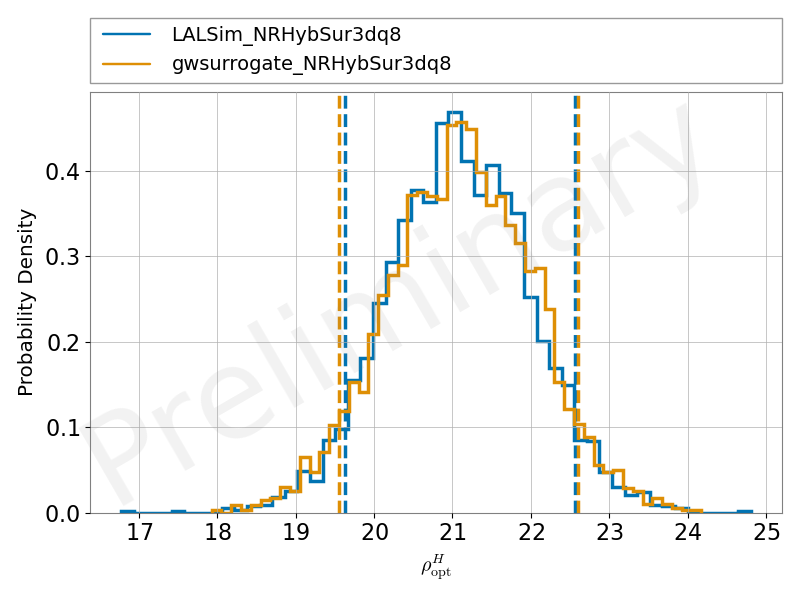 LALSim_NRHybSur3dq8
gwsurrogate_NRHybSur3dq8
Preliminary
Probability Density
0.4
0.3
0.2
0.1
0.0
17 18 19 20 21 22 23 24 25
ρ^H_opt